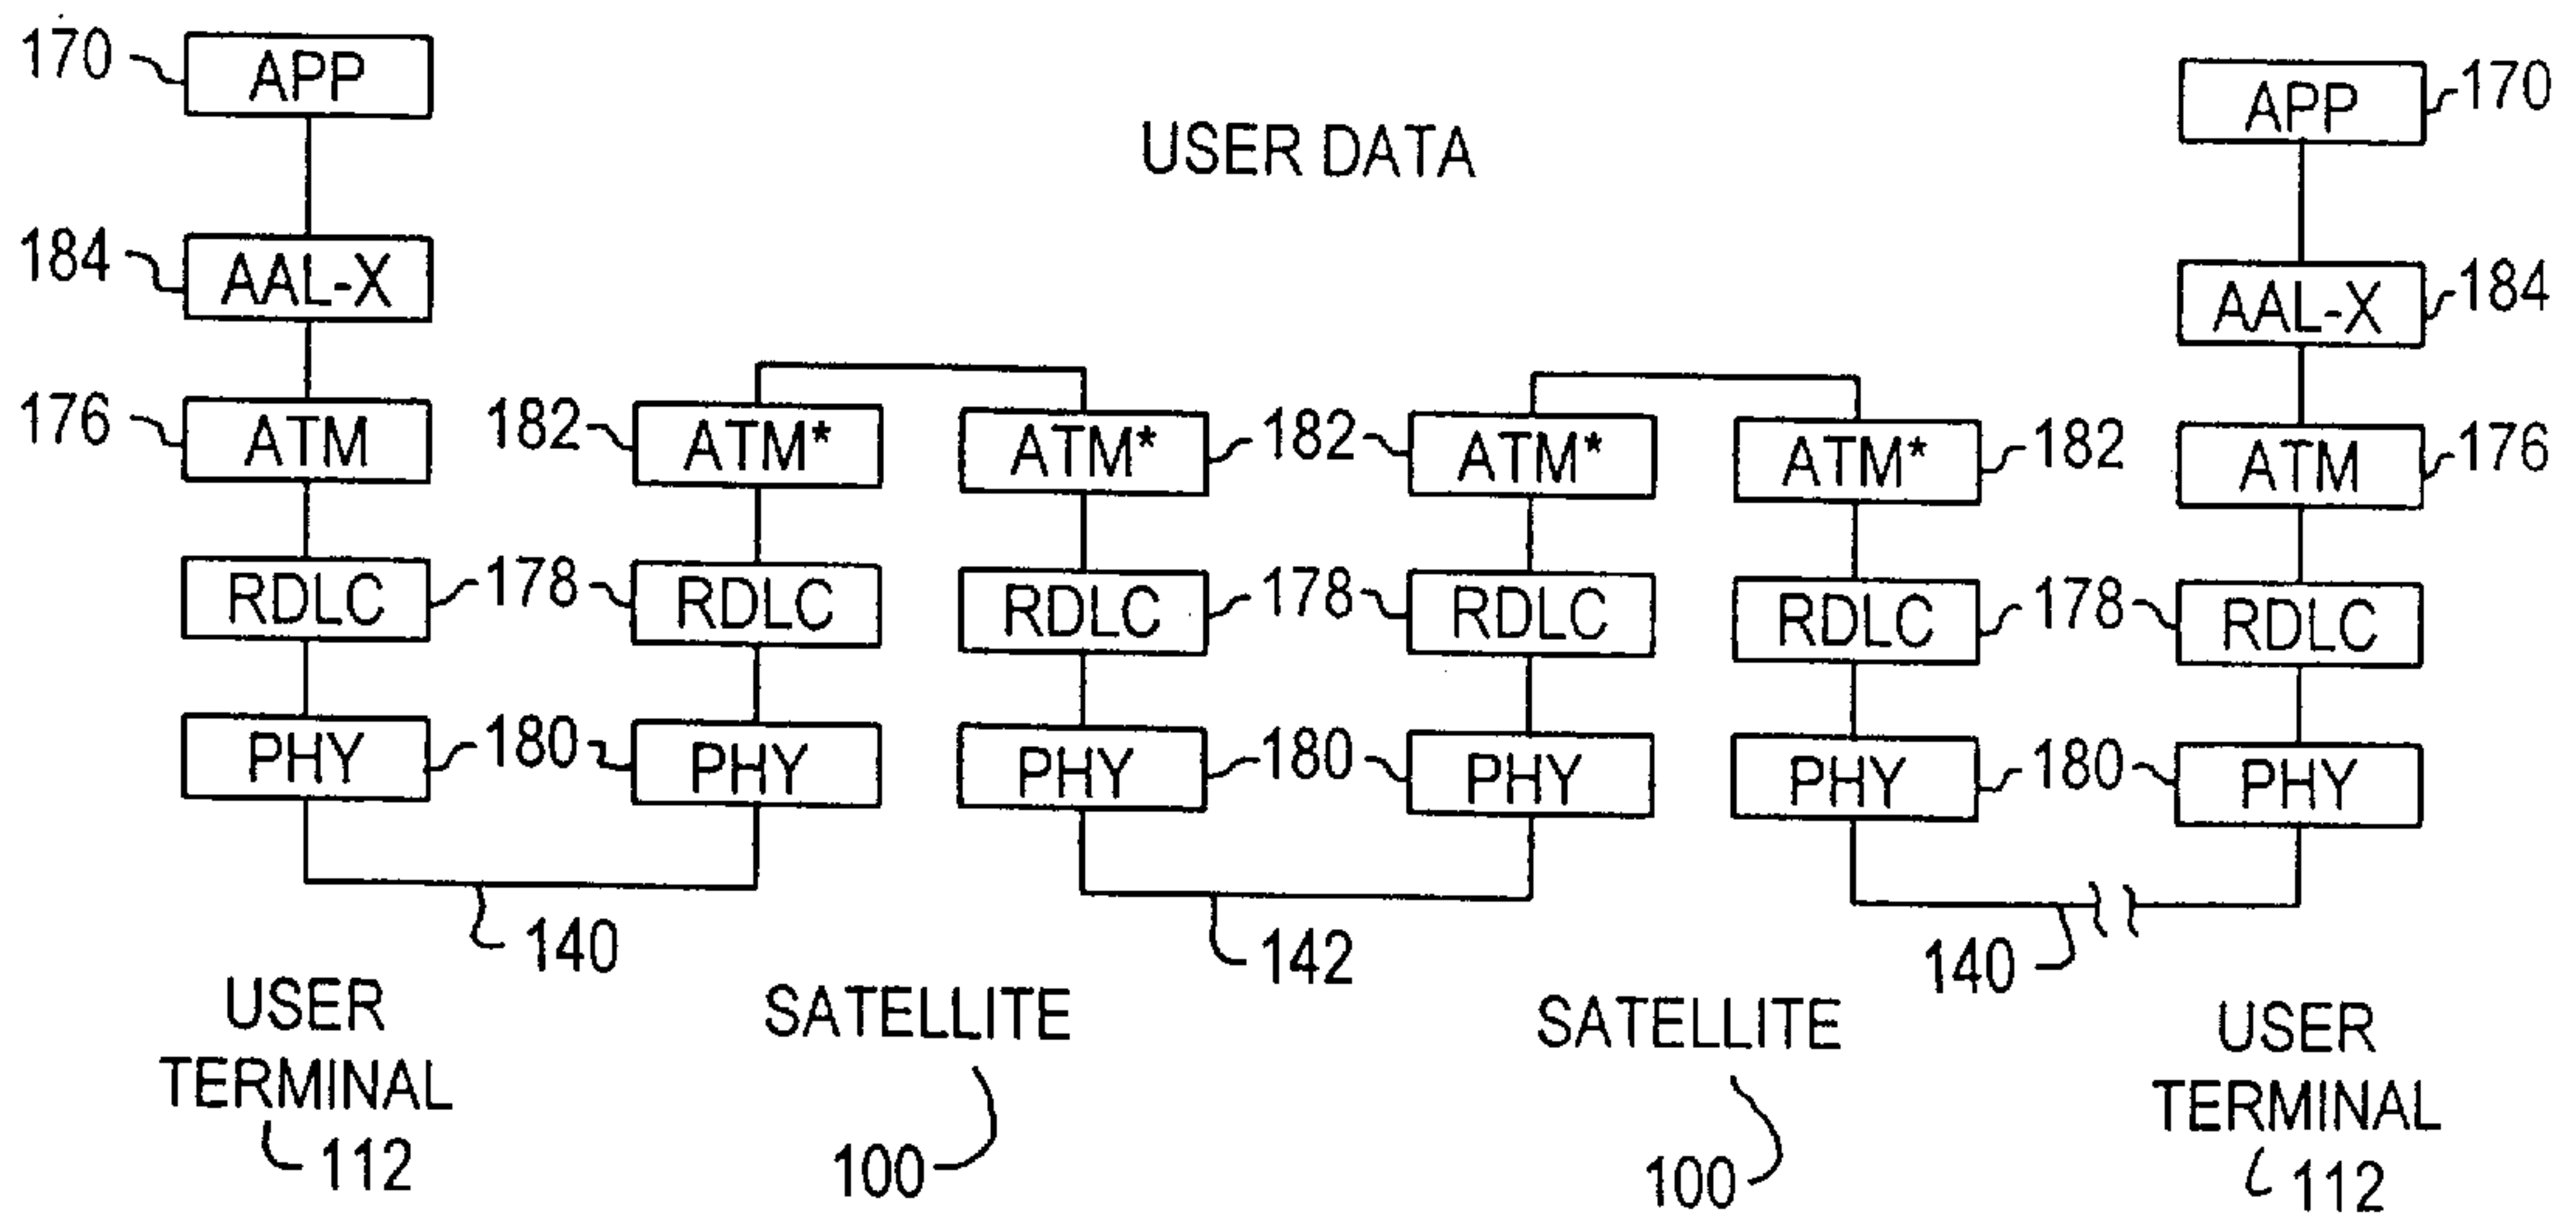 170 APP
USER DATA
APP 170
184 AAL-X
AAL-X 184
176 ATM
182 ATM* ATM* 182 ATM* ATM* 182
ATM 176
RDLC 178 RDLC RDLC 178 RDLC RDLC 178 RDLC
PHY 180 PHY PHY 180 PHY PHY 180 PHY
140
142
140
USER
TERMINAL
112
SATELLITE
100
SATELLITE
100
USER
TERMINAL
112